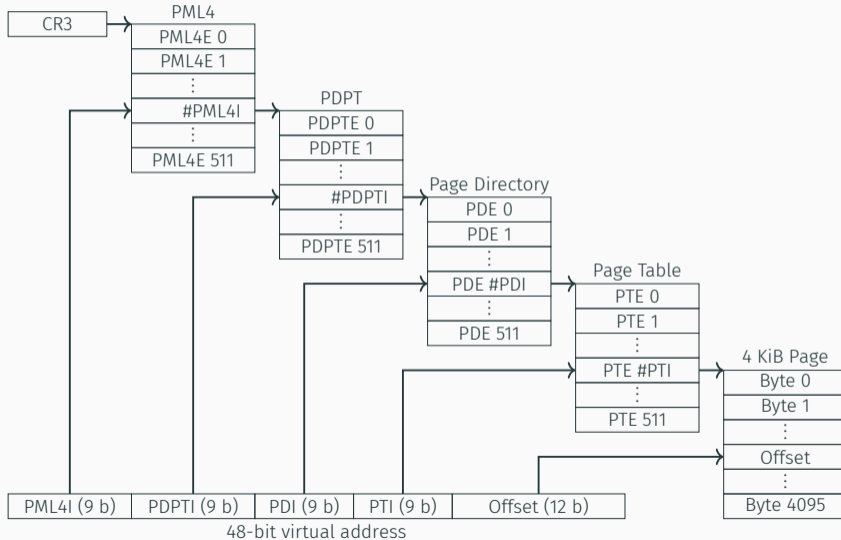 CR3
PML4
PML4E 0
PML4E 1
⋮
#PML4I
⋮
PML4E 511
PDPT
PDPTE 0
PDPTE 1
⋮
#PDPTI
⋮
PDPTE 511
Page Directory
PDE 0
PDE 1
⋮
PDE #PDI
⋮
PDE 511
Page Table
PTE 0
PTE 1
⋮
PTE #PTI
⋮
PTE 511
4 KiB Page
Byte 0
Byte 1
⋮
Offset
⋮
Byte 4095
PML4I (9 b) PDPTI (9 b) PDI (9 b) PTI (9 b) Offset (12 b)
48-bit virtual address